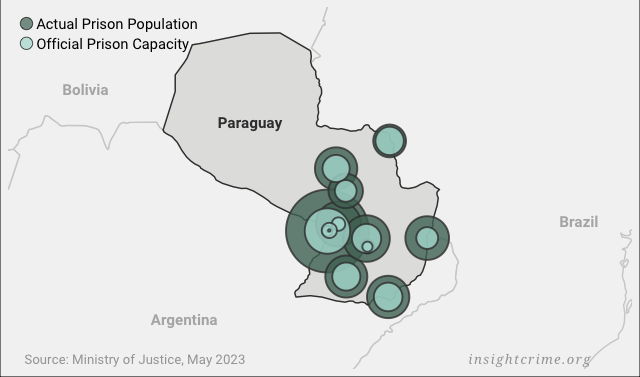 Actual Prison Population
Official Prison Capacity
Bolivia
Paraguay
Brazil
Argentina
Source: Ministry of Justice, May 2023
insightcrime.org